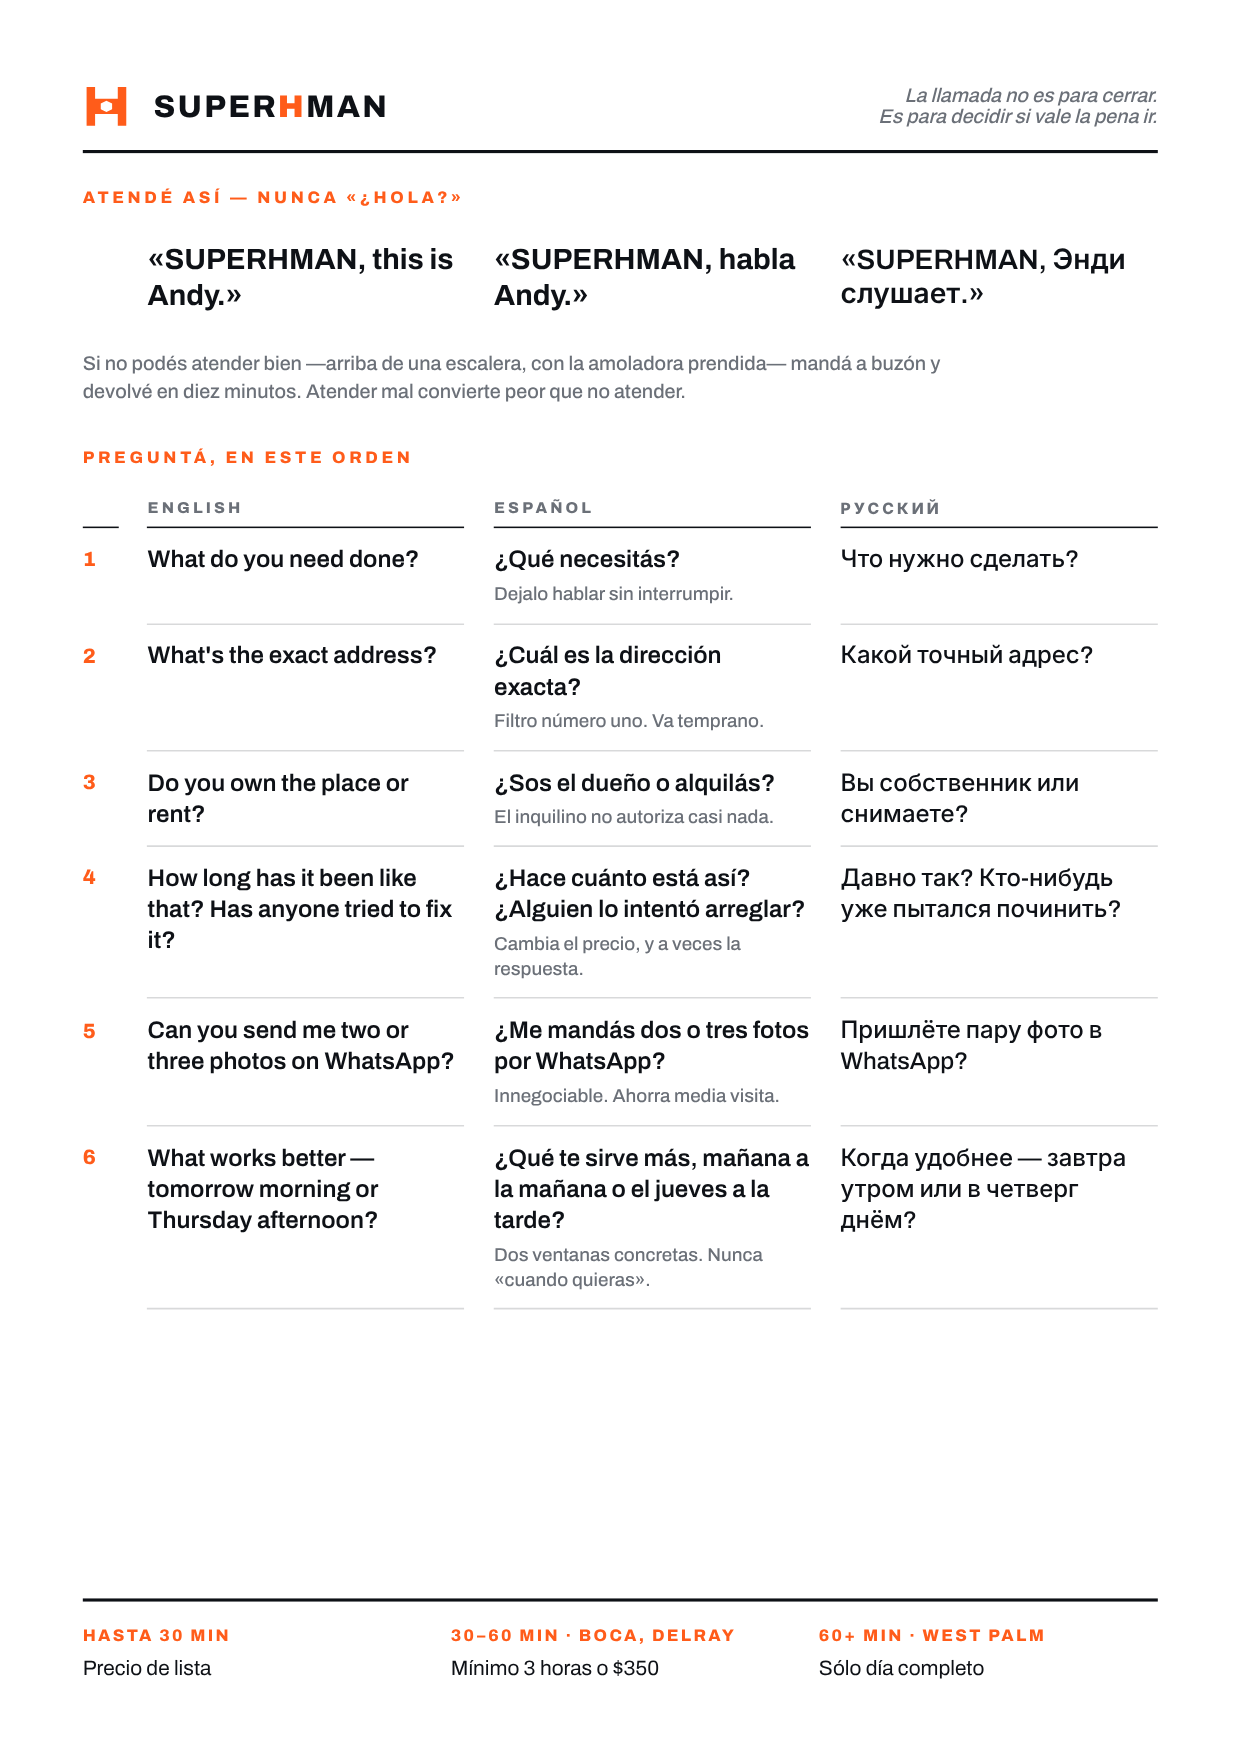 SUPERHMAN
La llamada no es para cerrar.
Es para decidir si vale la pena ir.
ATENDÉ ASÍ — NUNCA «¿HOLA?»
«SUPERHMAN, this is
Andy.»
«SUPERHMAN, habla
Andy.»
«SUPERHMAN, Энди
слушает.»
Si no podés atender bien —arriba de una escalera, con la amoladora prendida— mandá a buzón y
devolvé en diez minutos. Atender mal convierte peor que no atender.
PREGUNTÁ, EN ESTE ORDEN
ENGLISH
ESPAÑOL
РУССКИЙ
1
What do you need done?
¿Qué necesitás?
Dejalo hablar sin interrumpir.
Что нужно сделать?
2
What's the exact address?
¿Cuál es la dirección
exacta?
Filtro número uno. Va temprano.
Какой точный адрес?
3
Do you own the place or
rent?
¿Sos el dueño o alquilás?
El inquilino no autoriza casi nada.
Вы собственник или
снимаете?
4
How long has it been like
that? Has anyone tried to fix
it?
¿Hace cuánto está así?
¿Alguien lo intentó arreglar?
Cambia el precio, y a veces la
respuesta.
Давно так? Кто-нибудь
уже пытался починить?
5
Can you send me two or
three photos on WhatsApp?
¿Me mandás dos o tres fotos
por WhatsApp?
Innegociable. Ahorra media visita.
Пришлёте пару фото в
WhatsApp?
6
What works better —
tomorrow morning or
Thursday afternoon?
¿Qué te sirve más, mañana a
la mañana o el jueves a la
tarde?
Dos ventanas concretas. Nunca
«cuando quieras».
Когда удобнее — завтра
утром или в четверг
днём?
HASTA 30 MIN
Precio de lista
30–60 MIN · BOCA, DELRAY
Mínimo 3 horas o $350
60+ MIN · WEST PALM
Sólo día completo